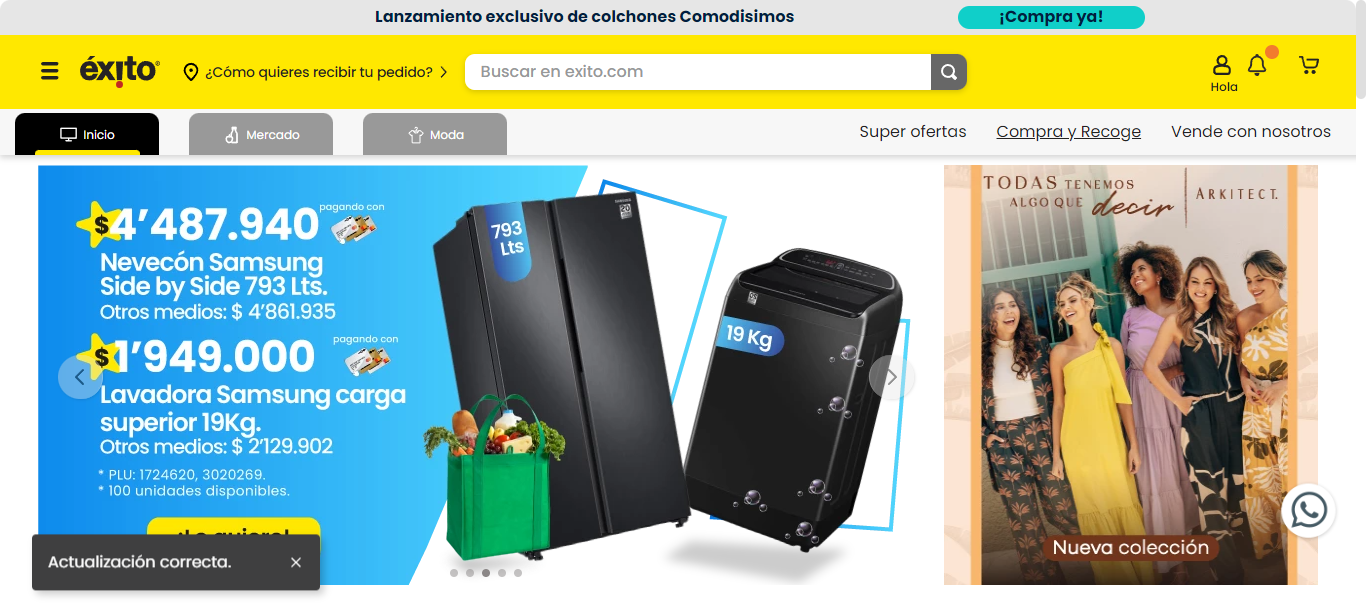 Lanzamiento exclusivo de colchones Comodisimos
¡Compra ya!
éxito
¿Cómo quieres recibir tu pedido?
Buscar en exito.com
Hola
Inicio
Mercado
Moda
Super ofertas
Compra y Recoge
Vende con nosotros
$4'487.940
pagando con
Nevecón Samsung
Side by Side 793 Lts.
Otros medios: $ 4'861.935
$1'949.000
pagando con
Lavadora Samsung carga
superior 19Kg.
Otros medios: $ 2'129.902
* PLU: 1724620, 3020269.
* 100 unidades disponibles.
¡Lo quiero!
793
Lts
SAMSUNG
20
19 Kg
TODAS TENEMOS
ALGO QUE decir
ARKITECT.
Nueva colección
Actualización correcta.